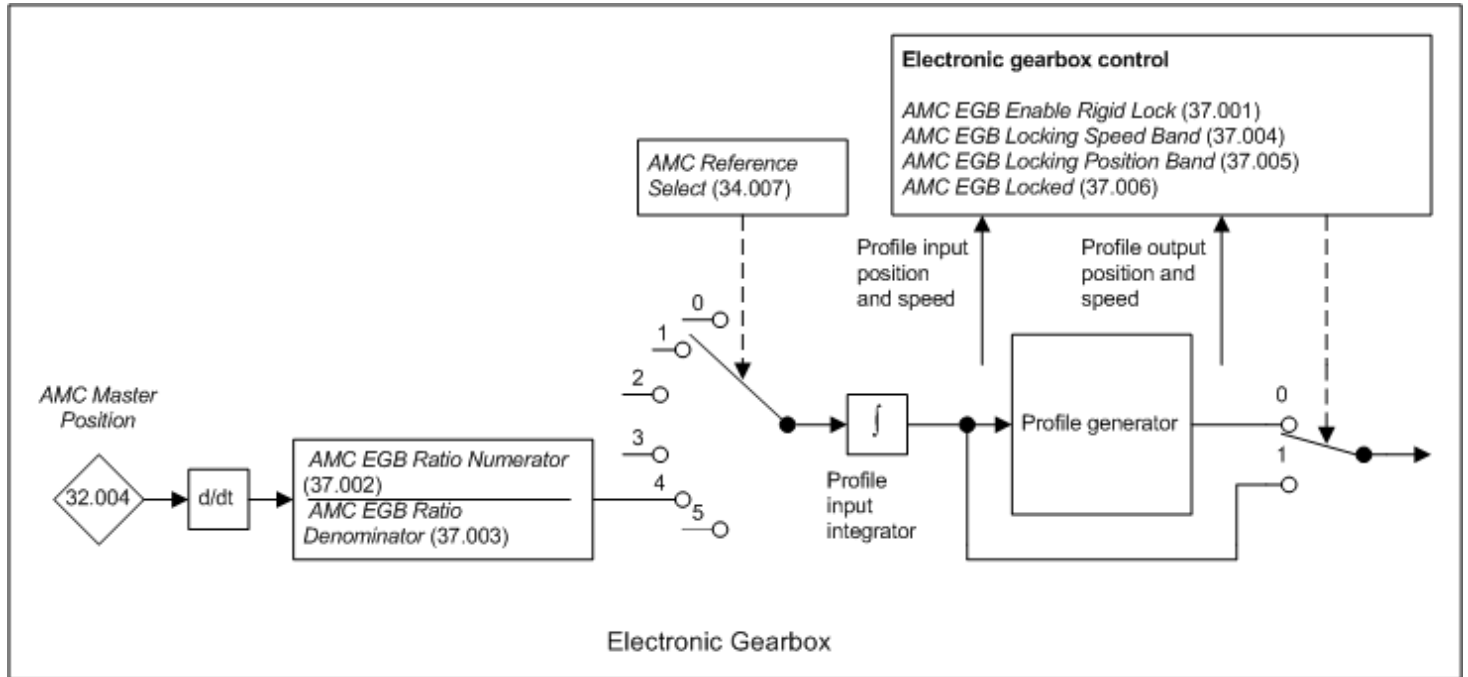 Electronic gearbox control
AMC EGB Enable Rigid Lock (37.001)
AMC EGB Locking Speed Band (37.004)
AMC EGB Locking Position Band (37.005)
AMC EGB Locked (37.006)
AMC Reference
Select (34.007)
Profile input
position
and speed
Profile output
position and
speed
0
1
2
3
4
5
AMC Master
Position
32.004
d/dt
AMC EGB Ratio Numerator
(37.002)
AMC EGB Ratio
Denominator (37.003)
∫
Profile
input
integrator
Profile generator
0
1
Electronic Gearbox